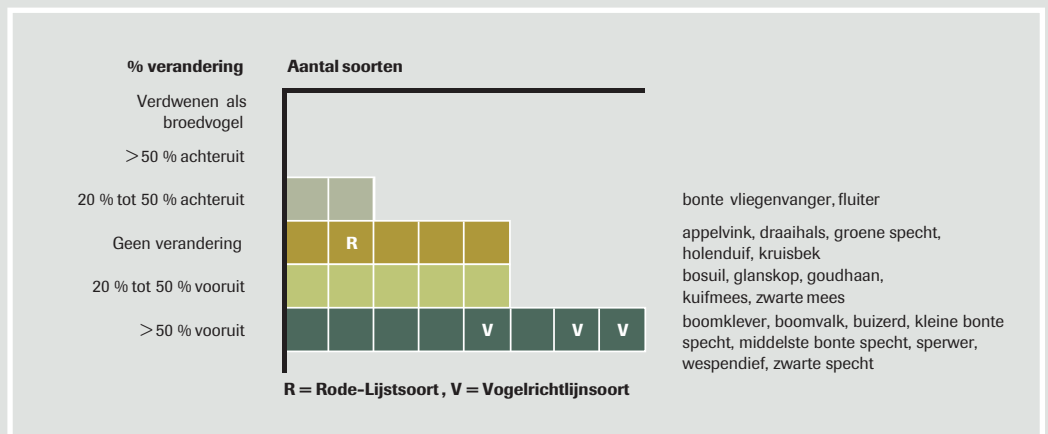 % verandering
Aantal soorten
Verdwenen als
broedvogel
>50 % achteruit
20 % tot 50 % achteruit
bonte vliegenvanger, fluiter
Geen verandering
R
appelvink, draaihals, groene specht,
holenduif, kruisbek
20 % tot 50 % vooruit
bosuil, glanskop, goudhaan,
kuifmees, zwarte mees
>50 % vooruit
V V V
boomklever, boomvalk, buizerd, kleine bonte
specht, middelste bonte specht, sperwer,
wespendief, zwarte specht
R = Rode-Lijstsoort , V = Vogelrichtlijnsoort